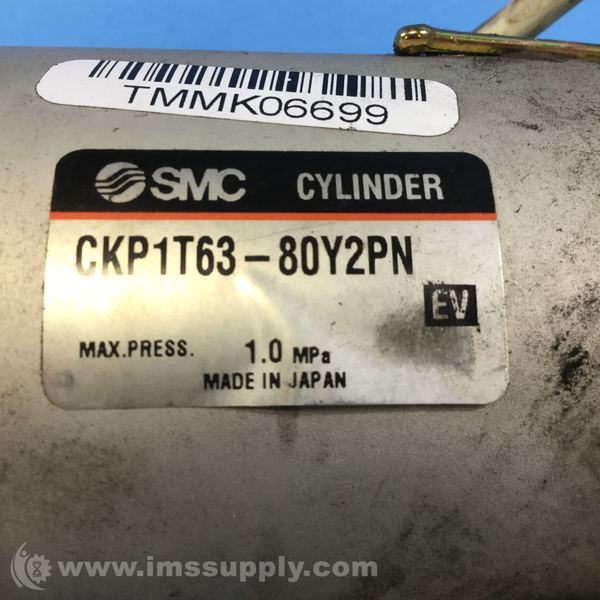 TMMK06699
SMC CYLINDER
CKP1T63-80Y2PN
EV
MAX.PRESS. 1.0 MPa
MADE IN JAPAN
www.imssupply.com